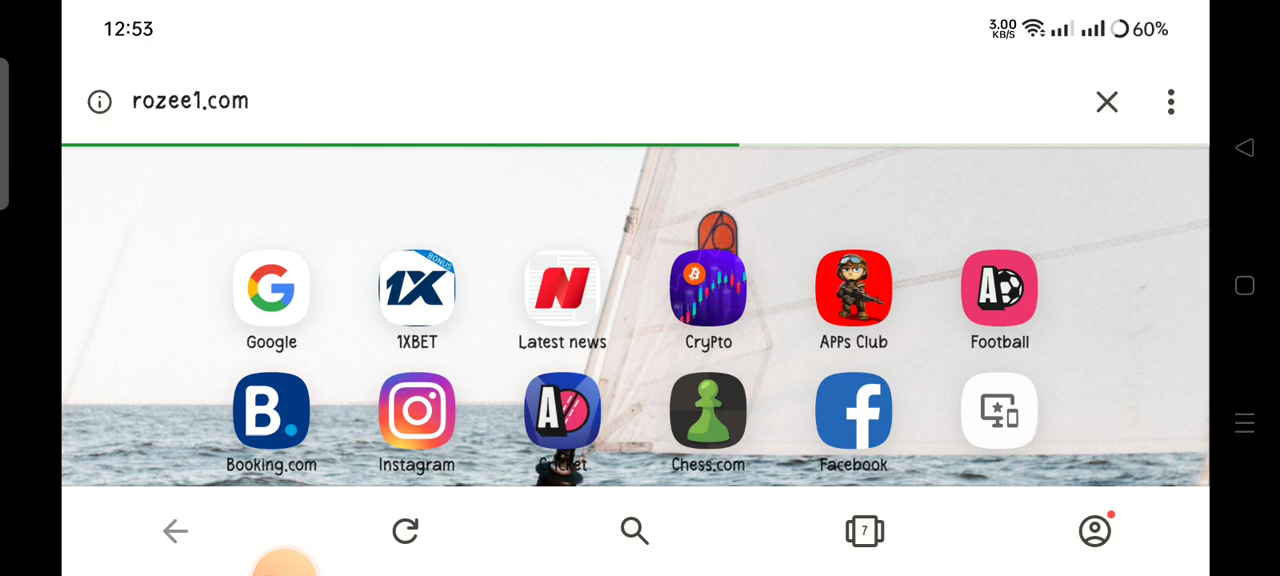 12:53 3.00 KB/S 60%
rozee1.com
BONUS
1X
N
A
Google 1XBET Latest news CryPto APPs Club Football
B. A f
Booking.com Instagram Cricket Chess.com Facebook
7